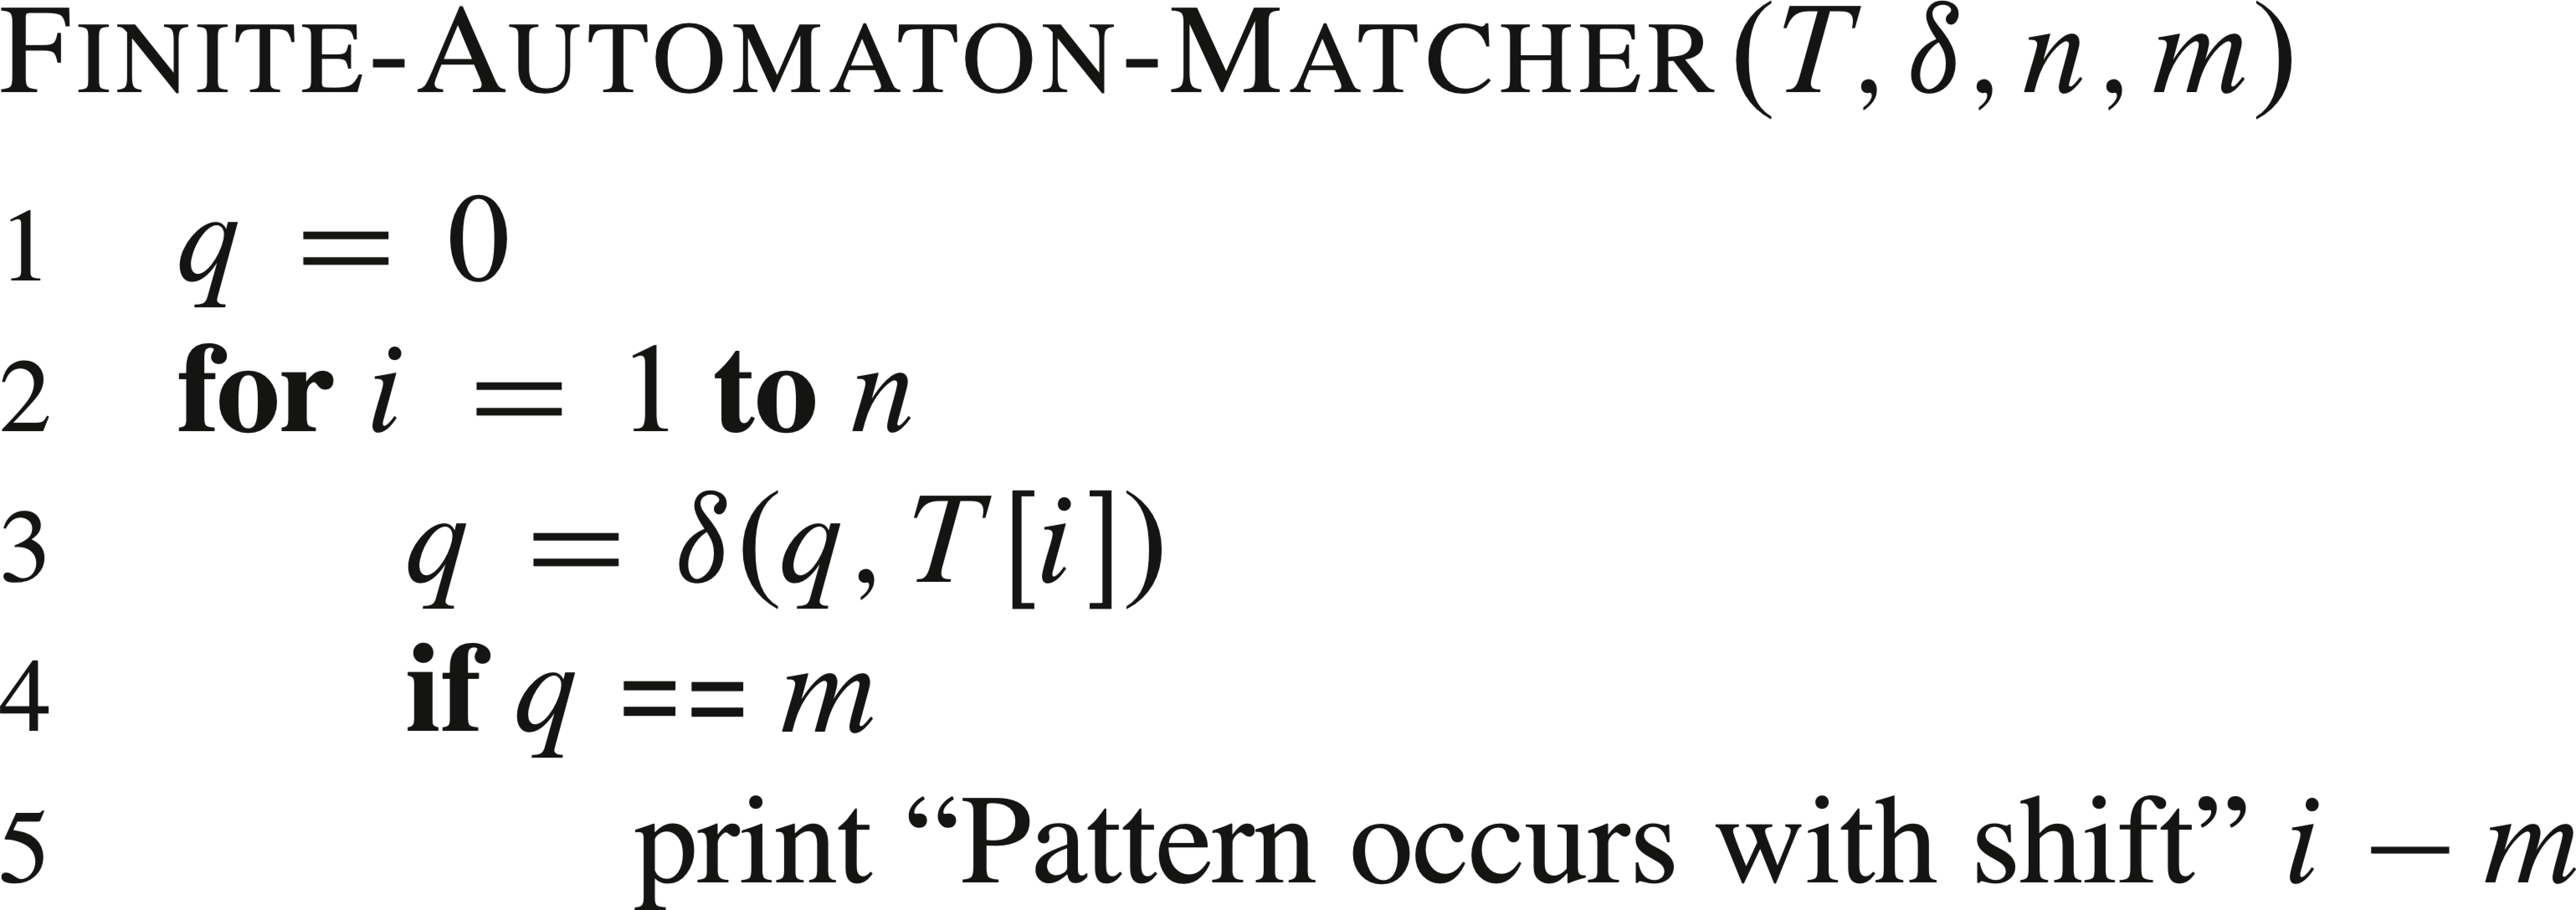 FINITE-AUTOMATON-MATCHER(T, δ, n, m)
1 q = 0
2 for i = 1 to n
3 q = δ(q, T[i])
4 if q == m
5 print “Pattern occurs with shift” i − m